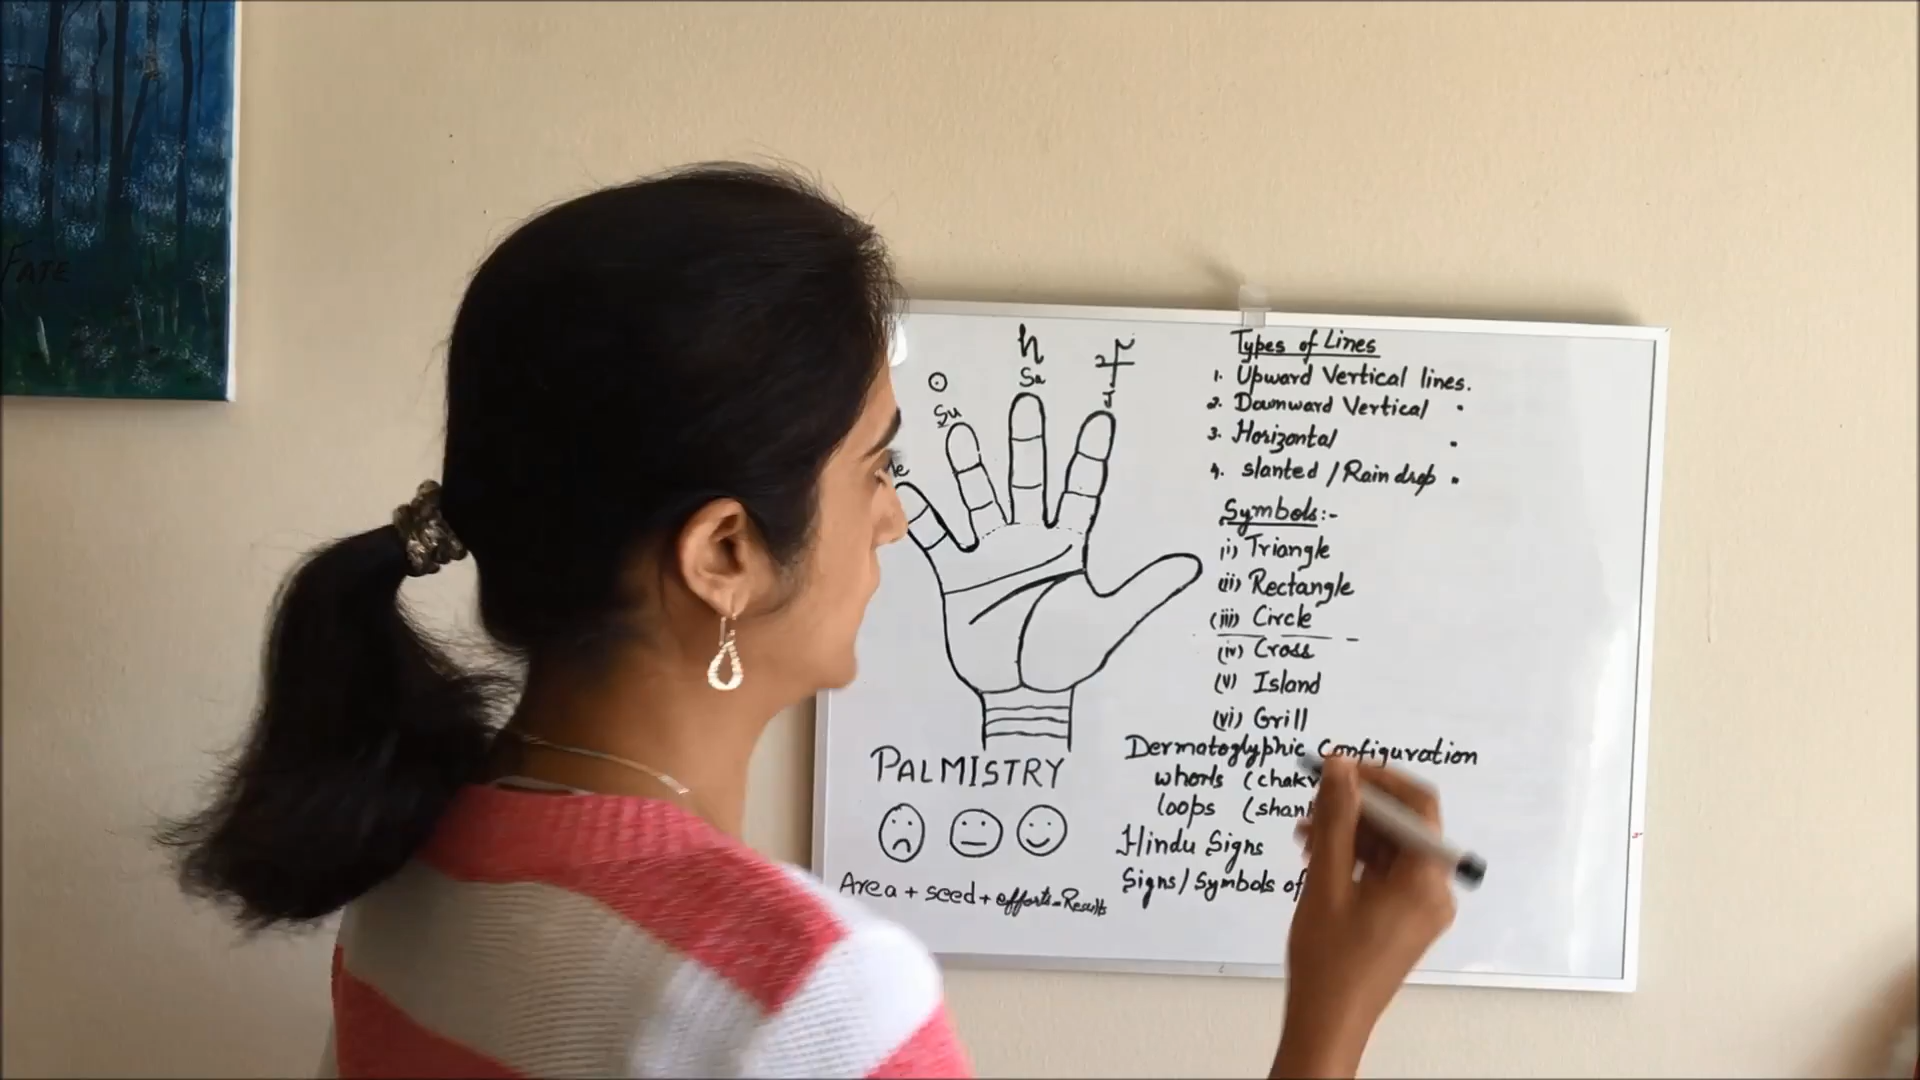 FATE
Sa
J
Su
PALMISTRY
Area + seed + efforts = Results
Types of Lines
1. Upward Vertical lines.
2. Downward Vertical "
3. Horizontal "
4. slanted / Rain drop "
Symbols:-
(i) Triangle
(ii) Rectangle
(iii) Circle
(iv) Cross
(v) Island
(vi) Grill
Dermatoglyphic Configuration
whorls
loops
Hindu Signs
Signs/Symbols of